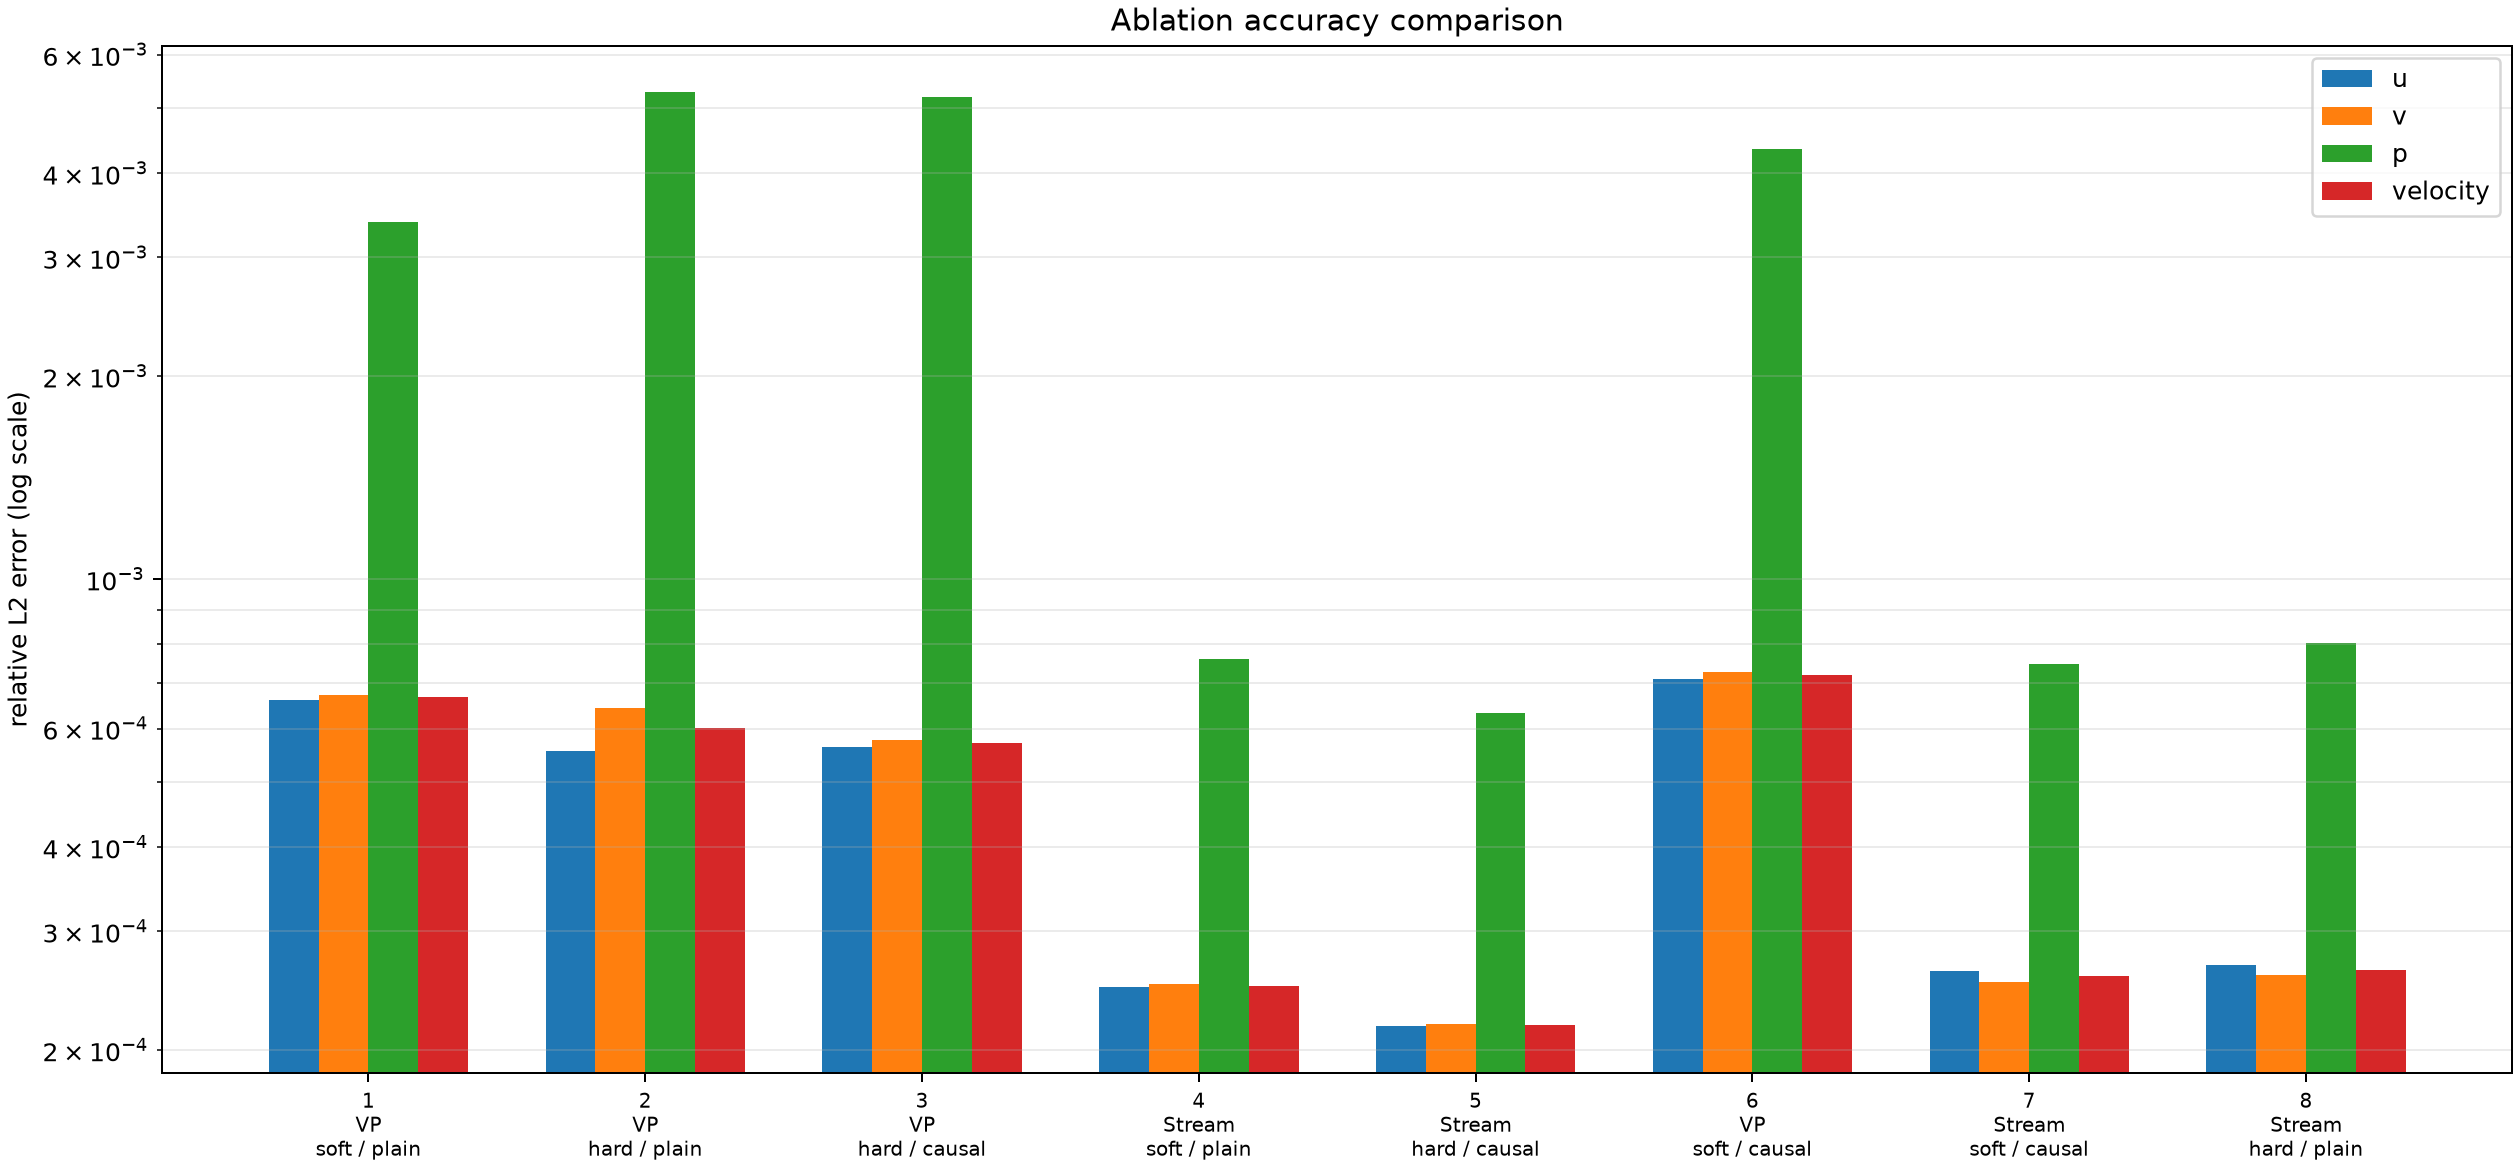 Ablation accuracy comparison
relative L2 error (log scale)
6 × 10⁻³
4 × 10⁻³
3 × 10⁻³
2 × 10⁻³
10⁻³
6 × 10⁻⁴
4 × 10⁻⁴
3 × 10⁻⁴
2 × 10⁻⁴
u
v
p
velocity
1
VP
soft / plain
2
VP
hard / plain
3
VP
hard / causal
4
Stream
soft / plain
5
Stream
hard / causal
6
VP
soft / causal
7
Stream
soft / causal
8
Stream
hard / plain